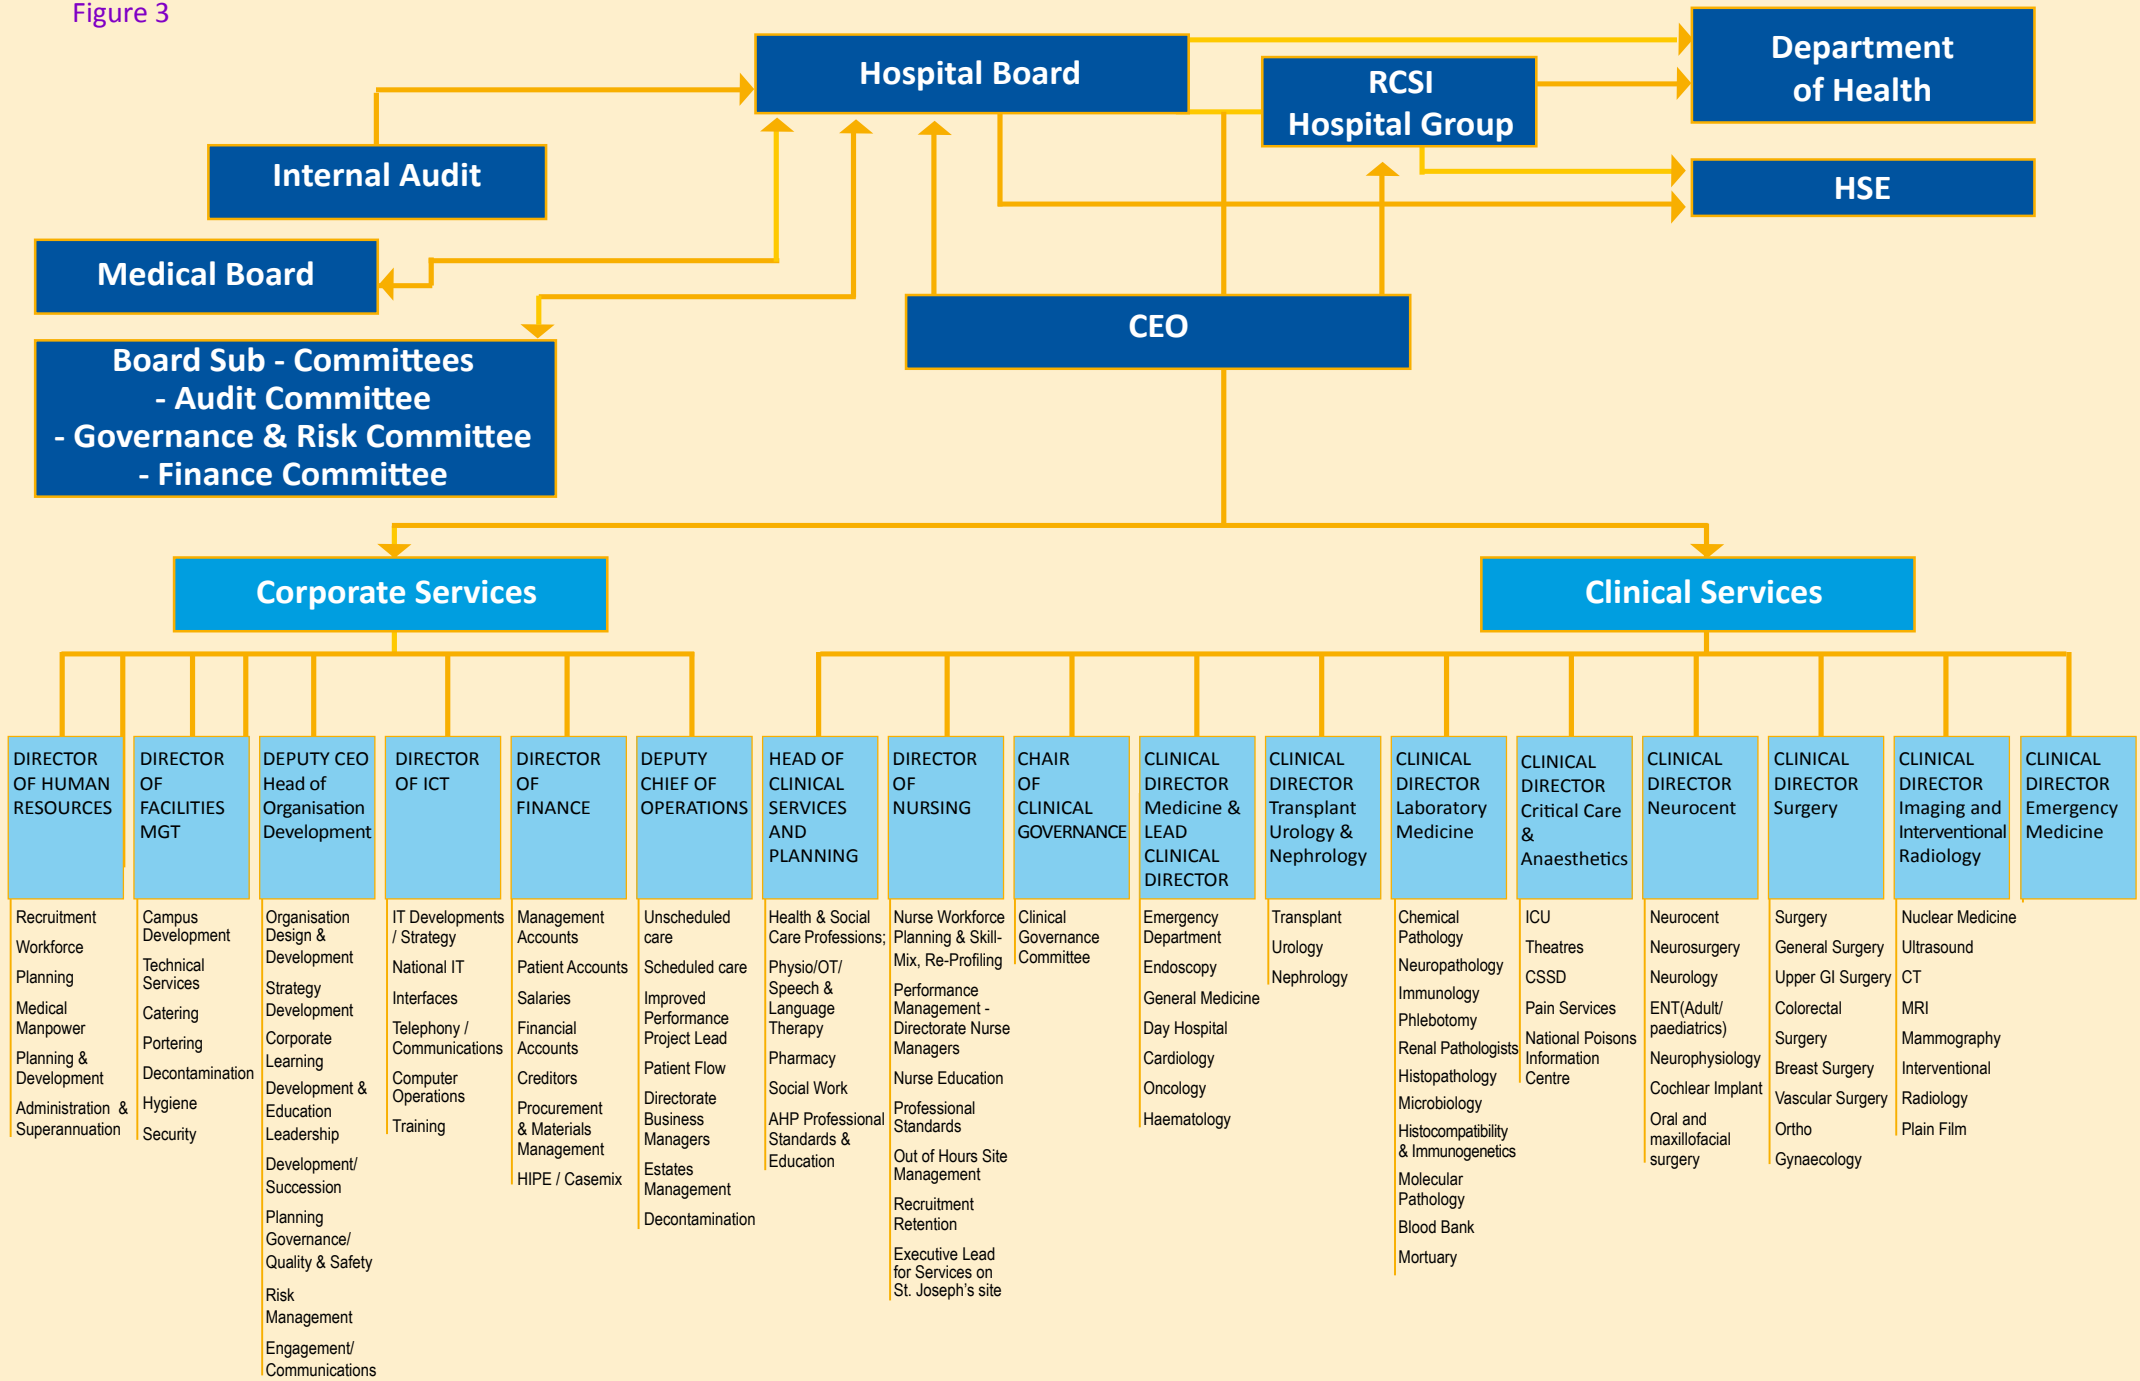 Figure 3
Hospital Board
RCSI
Hospital Group
Department
of Health
Internal Audit
HSE
Medical Board
CEO
Board Sub - Committees
- Audit Committee
- Governance & Risk Committee
- Finance Committee
Corporate Services
Clinical Services
DIRECTOR
OF HUMAN
RESOURCES
Recruitment
Workforce
Planning
Medical
Manpower
Planning &
Development
Administration &
Superannuation
DIRECTOR
OF
FACILITIES
MGT
Campus
Development
Technical
Services
Catering
Portering
Decontamination
Hygiene
Security
DEPUTY CEO
Head of
Organisation
Development
Organisation
Design &
Development
Strategy
Development
Corporate
Learning
Development &
Education
Leadership
Development/
Succession
Planning
Governance/
Quality & Safety
Risk
Management
Engagement/
Communications
DIRECTOR
OF ICT
IT Developments
/ Strategy
National IT
Interfaces
Telephony /
Communications
Computer
Operations
Training
DIRECTOR
OF
FINANCE
Management
Accounts
Patient Accounts
Salaries
Financial
Accounts
Creditors
Procurement
& Materials
Management
HIPE / Casemix
DEPUTY
CHIEF OF
OPERATIONS
Unscheduled
care
Scheduled care
Improved
Performance
Project Lead
Patient Flow
Directorate
Business
Managers
Estates
Management
Decontamination
HEAD OF
CLINICAL
SERVICES
AND
PLANNING
Health & Social
Care Professions;
Physio/OT/
Speech &
Language
Therapy
Pharmacy
Social Work
AHP Professional
Standards &
Education
DIRECTOR
OF
NURSING
Nurse Workforce
Planning & Skill-
Mix, Re-Profiling
Performance
Management -
Directorate Nurse
Managers
Nurse Education
Professional
Standards
Out of Hours Site
Management
Recruitment
Retention
Executive Lead
for Services on
St. Joseph's site
CHAIR
OF
CLINICAL
GOVERNANCE
Clinical
Governance
Committee
CLINICAL
DIRECTOR
Medicine &
LEAD
CLINICAL
DIRECTOR
Emergency
Department
Endoscopy
General Medicine
Day Hospital
Cardiology
Oncology
Haematology
CLINICAL
DIRECTOR
Transplant
Urology &
Nephrology
Transplant
Urology
Nephrology
CLINICAL
DIRECTOR
Laboratory
Medicine
Chemical
Pathology
Neuropathology
Immunology
Phlebotomy
Renal Pathologists
Histopathology
Microbiology
Histocompatibility
& Immunogenetics
Molecular
Pathology
Blood Bank
Mortuary
CLINICAL
DIRECTOR
Critical Care
&
Anaesthetics
ICU
Theatres
CSSD
Pain Services
National Poisons
Information
Centre
CLINICAL
DIRECTOR
Neurocent
Neurocent
Neurosurgery
Neurology
ENT(Adult/
paediatrics)
Neurophysiology
Cochlear Implant
Oral and
maxillofacial
surgery
CLINICAL
DIRECTOR
Surgery
Surgery
General Surgery
Upper GI Surgery
Colorectal
Surgery
Breast Surgery
Vascular Surgery
Ortho
Gynaecology
CLINICAL
DIRECTOR
Imaging and
Interventional
Radiology
Nuclear Medicine
Ultrasound
CT
MRI
Mammography
Interventional
Radiology
Plain Film
CLINICAL
DIRECTOR
Emergency
Medicine